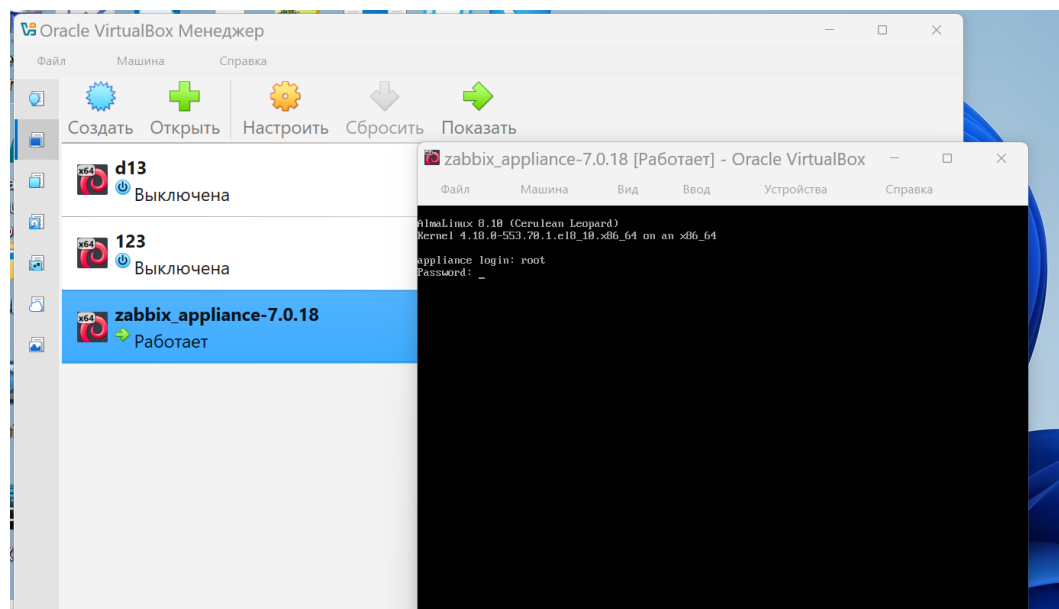 Oracle VirtualBox Менеджер
Файл Машина Справка
Создать Открыть Настроить Сбросить Показать
x64 d13
Выключена
x64 123
Выключена
x64 zabbix_appliance-7.0.18
Работает
zabbix_appliance-7.0.18 [Работает] - Oracle VirtualBox
Файл Машина Вид Ввод Устройства Справка
AlmaLinux 8.10 (Cerulean Leopard)
Kernel 4.18.0-553.70.1.el8_10.x86_64 on an x86_64
appliance login: root
Password: _